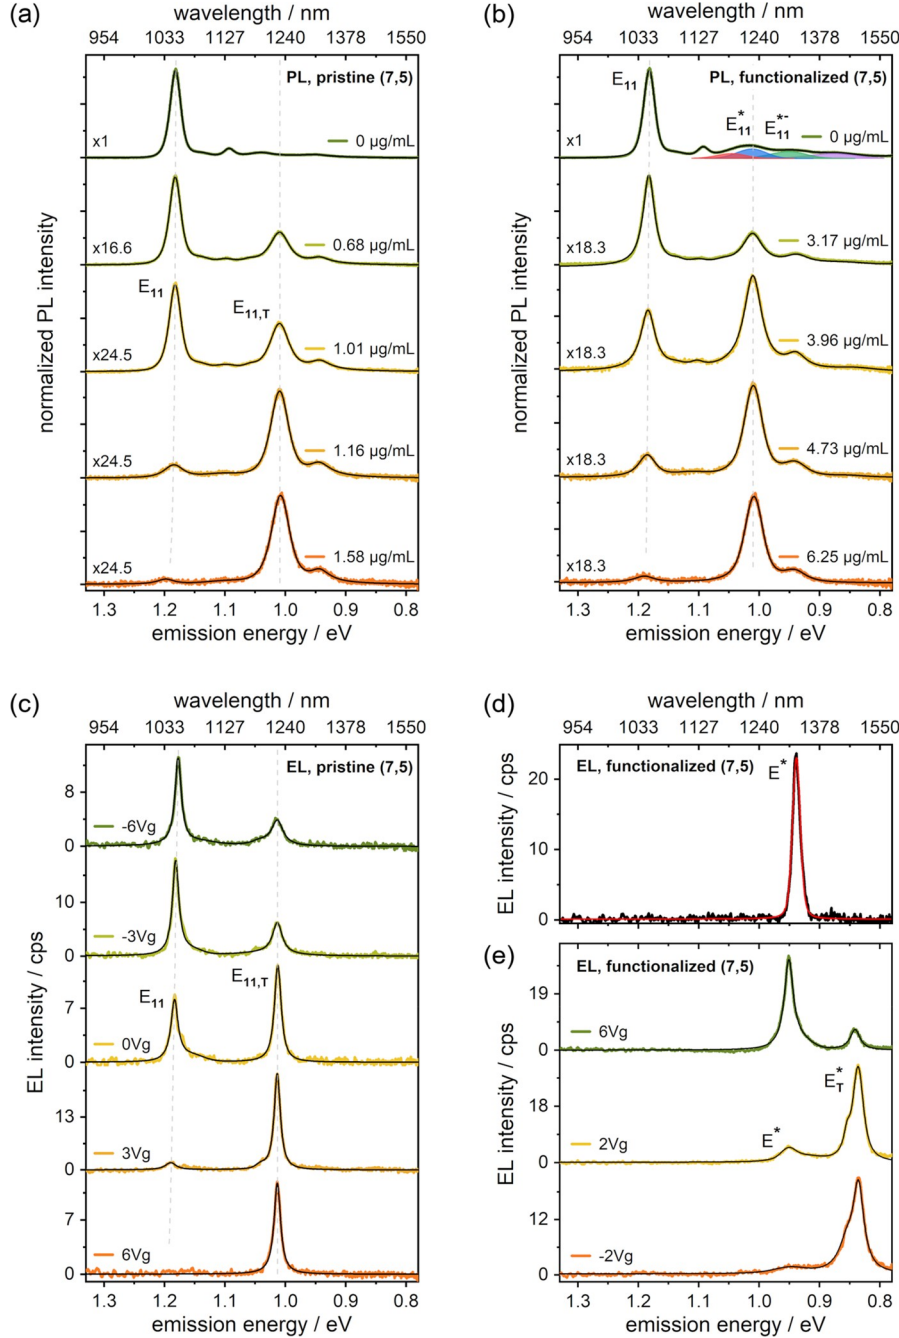 (a)
wavelength / nm
954 1033 1127 1240 1378 1550
PL, pristine (7,5)
x1
0 µg/mL
x16.6
0.68 µg/mL
E11
E11,T
x24.5
1.01 µg/mL
x24.5
1.16 µg/mL
x24.5
1.58 µg/mL
normalized PL intensity
1.3 1.2 1.1 1.0 0.9 0.8
emission energy / eV
(b)
wavelength / nm
954 1033 1127 1240 1378 1550
PL, functionalized (7,5)
E11
E11* E11*-
x1
0 µg/mL
x18.3
3.17 µg/mL
x18.3
3.96 µg/mL
x18.3
4.73 µg/mL
x18.3
6.25 µg/mL
normalized PL intensity
1.3 1.2 1.1 1.0 0.9 0.8
emission energy / eV
(c)
wavelength / nm
954 1033 1127 1240 1378 1550
EL, pristine (7,5)
8
-6Vg
0
10
-3Vg
0
E11
E11,T
7
0Vg
0
13
3Vg
0
7
6Vg
0
EL intensity / cps
1.3 1.2 1.1 1.0 0.9 0.8
emission energy / eV
(d)
wavelength / nm
954 1033 1127 1240 1378 1550
EL, functionalized (7,5)
E*
20
10
0
EL intensity / cps
(e)
EL, functionalized (7,5)
19
6Vg
0
18
E*
ET*
2Vg
0
12
-2Vg
0
EL intensity / cps
1.3 1.2 1.1 1.0 0.9 0.8
emission energy / eV